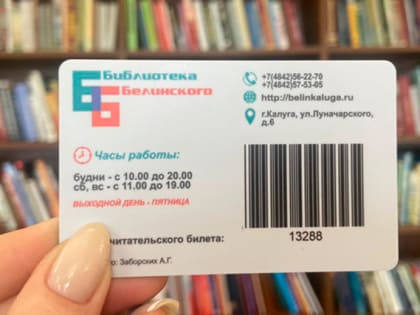 Библиотека
Белинского
+7(4842)56-22-70
+7(4842)57-53-05
http://belinkaluga.ru
г.Калуга, ул.Луначарского,
д.6
Часы работы:
будни - с 10.00 до 20.00
сб, вс - с 11.00 до 19.00
ВЫХОДНОЙ ДЕНЬ - ПЯТНИЦА
читательского билета:
13288
Заборских А.Г.